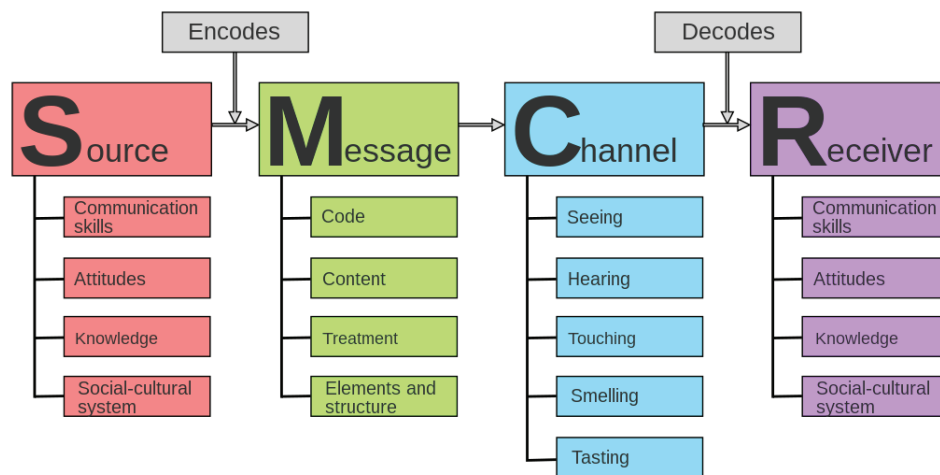 Encodes
Decodes
Source
Message
Channel
Receiver
Communication
skills
Attitudes
Knowledge
Social-cultural
system
Code
Content
Treatment
Elements and
structure
Seeing
Hearing
Touching
Smelling
Tasting
Communication
skills
Attitudes
Knowledge
Social-cultural
system